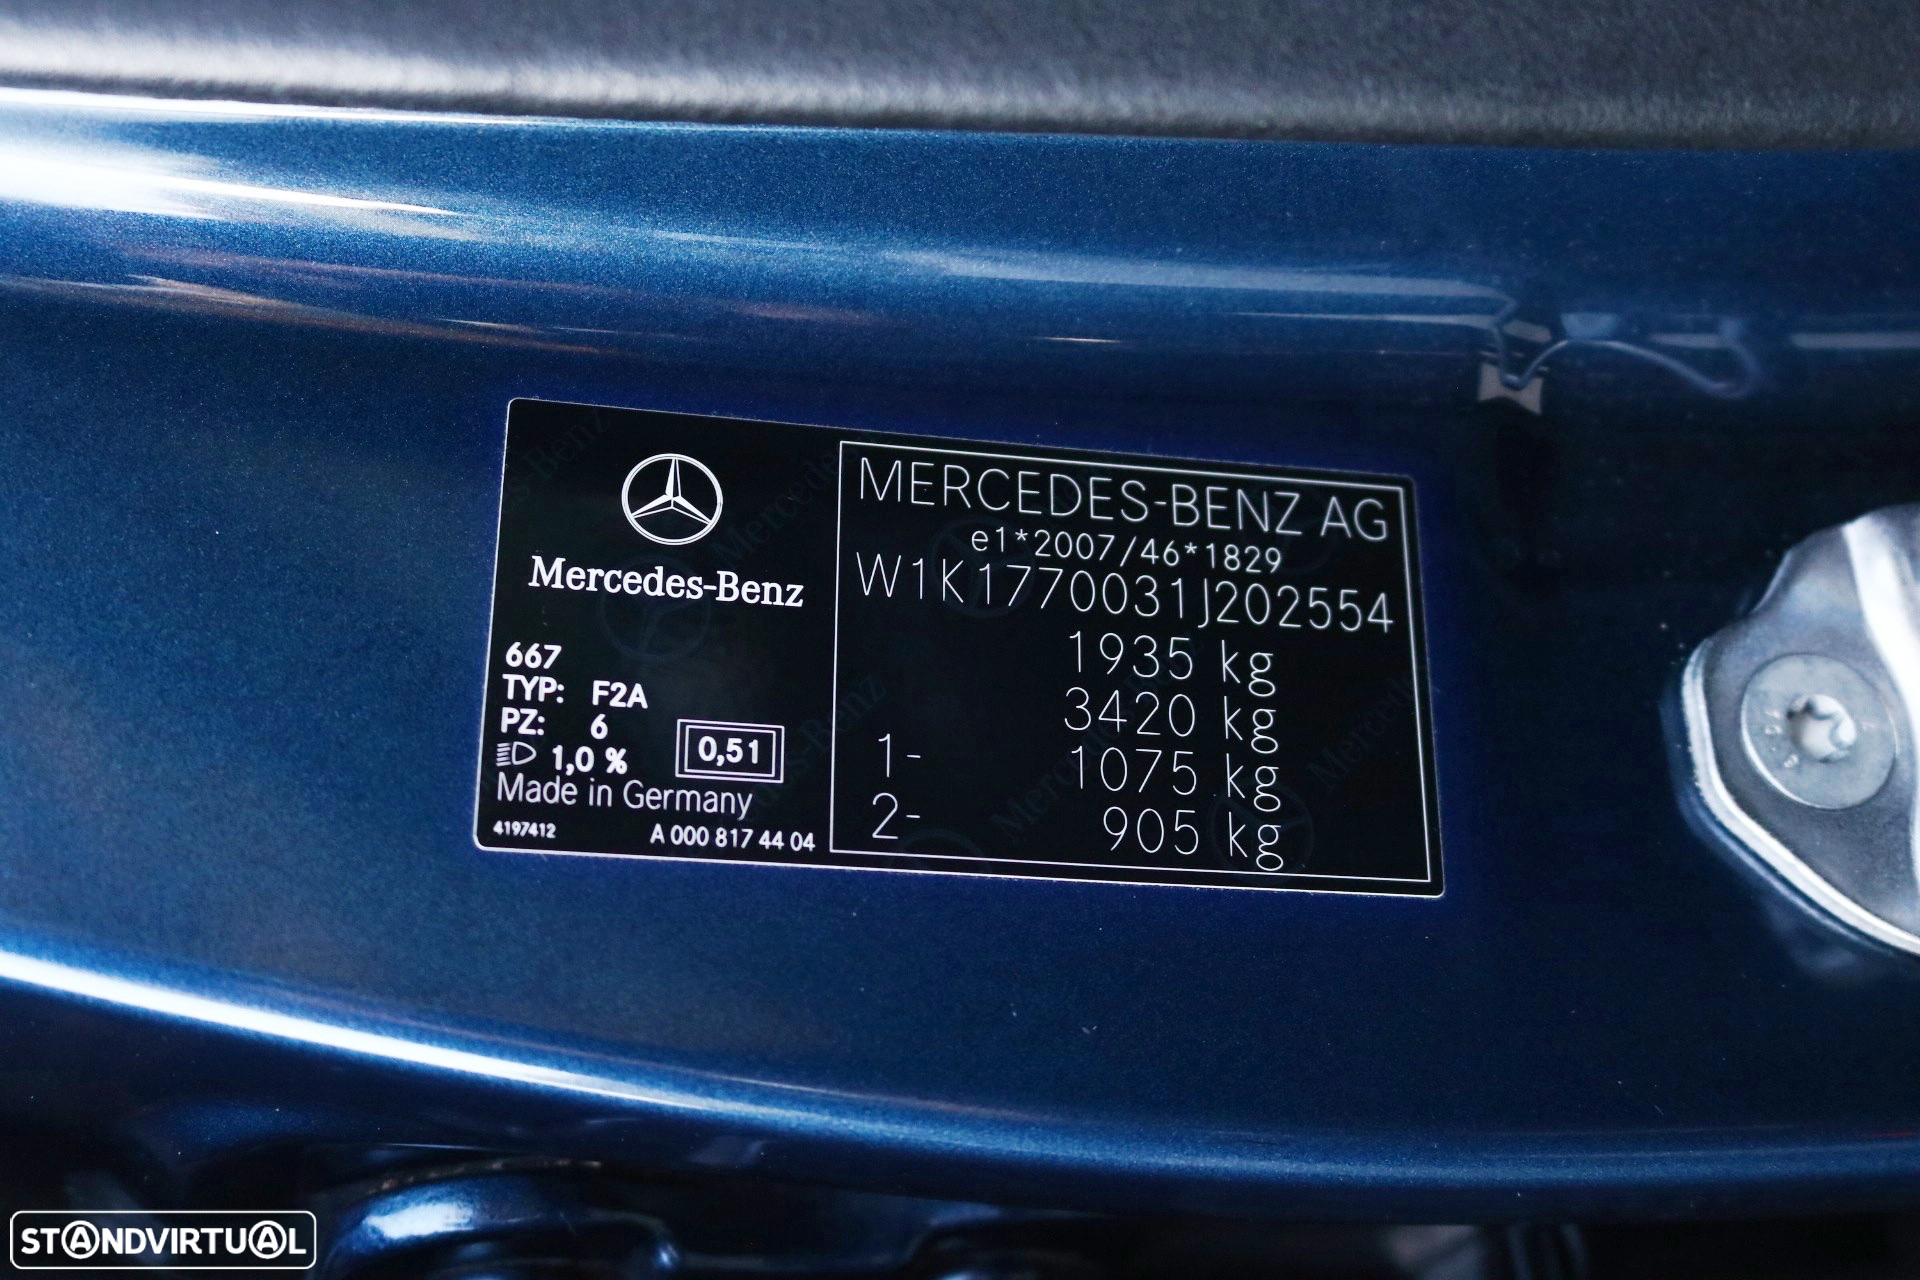 Mercedes-Benz
667
TYP: F2A
PZ: 6
1,0 %
0,51
Made in Germany
4197412
A 000 817 44 04
MERCEDES-BENZ AG
e1*2007/46*1829
W1K1770031J202554
1935 kg
3420 kg
1- 1075 kg
2- 905 kg
STANDVIRTUAL